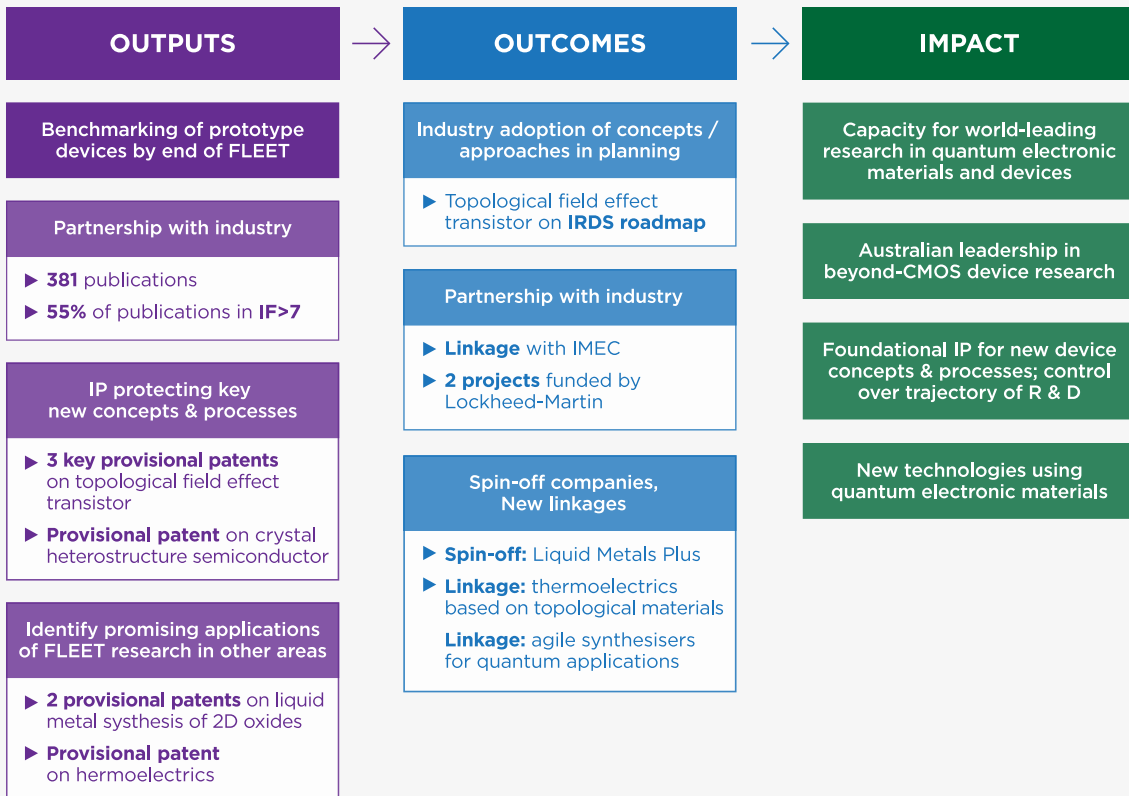 OUTPUTS
Benchmarking of prototype
devices by end of FLEET
Partnership with industry
▶ 381 publications
▶ 55% of publications in IF>7
IP protecting key
new concepts & processes
▶ 3 key provisional patents
on topological field effect
transistor
▶ Provisional patent on crystal
heterostructure semiconductor
Identify promising applications
of FLEET research in other areas
▶ 2 provisional patents on liquid
metal systhesis of 2D oxides
▶ Provisional patent
on hermoelectrics
OUTCOMES
Industry adoption of concepts /
approaches in planning
▶ Topological field effect
transistor on IRDS roadmap
Partnership with industry
▶ Linkage with IMEC
▶ 2 projects funded by
Lockheed-Martin
Spin-off companies,
New linkages
▶ Spin-off: Liquid Metals Plus
▶ Linkage: thermoelectrics
based on topological materials
Linkage: agile synthesisers
for quantum applications
IMPACT
Capacity for world-leading
research in quantum electronic
materials and devices
Australian leadership in
beyond-CMOS device research
Foundational IP for new device
concepts & processes; control
over trajectory of R & D
New technologies using
quantum electronic materials